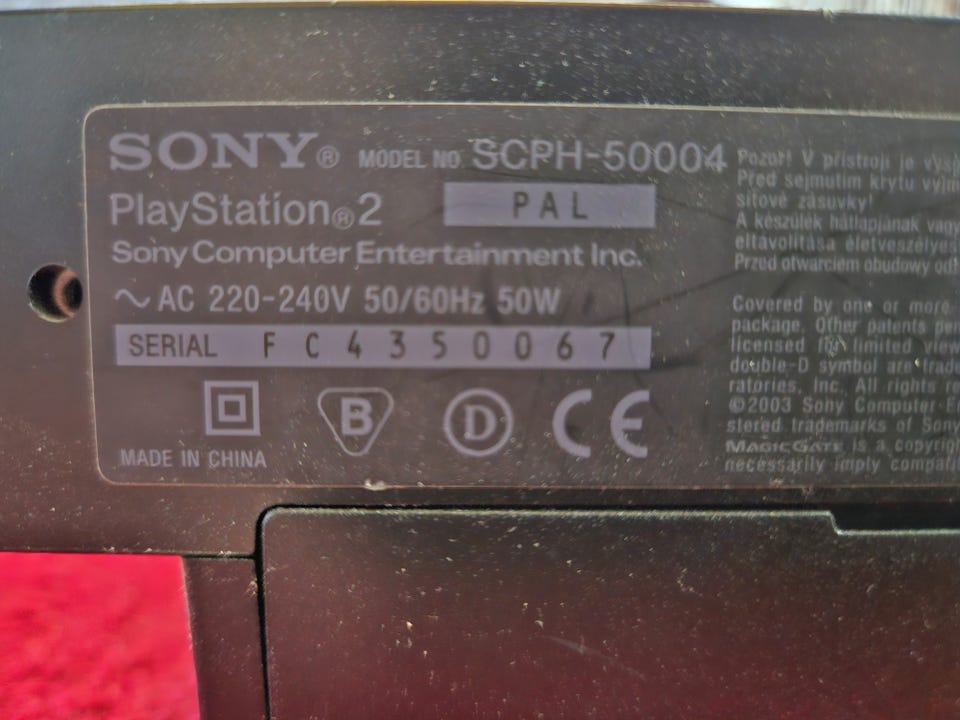 SONY® MODEL NO. SCPH-50004
PlayStation®2 PAL
Sony Computer Entertainment Inc.
~ AC 220-240V 50/60Hz 50W
SERIAL FC4350067
B D CE
MADE IN CHINA
Pozor! V přístroji je
Před sejmutím krytu
síťové zásuvky!
A készülék hátlapjának vagy
eltávolítása életveszélyes
Przed otwarciem obudowy
Covered by one or more
package. Other patents
licensed for limited
double-D symbol are
ratories, Inc. All rights
©2003 Sony Computer
stered trademarks of Sony
MAGICGATE is a
necessarily imply